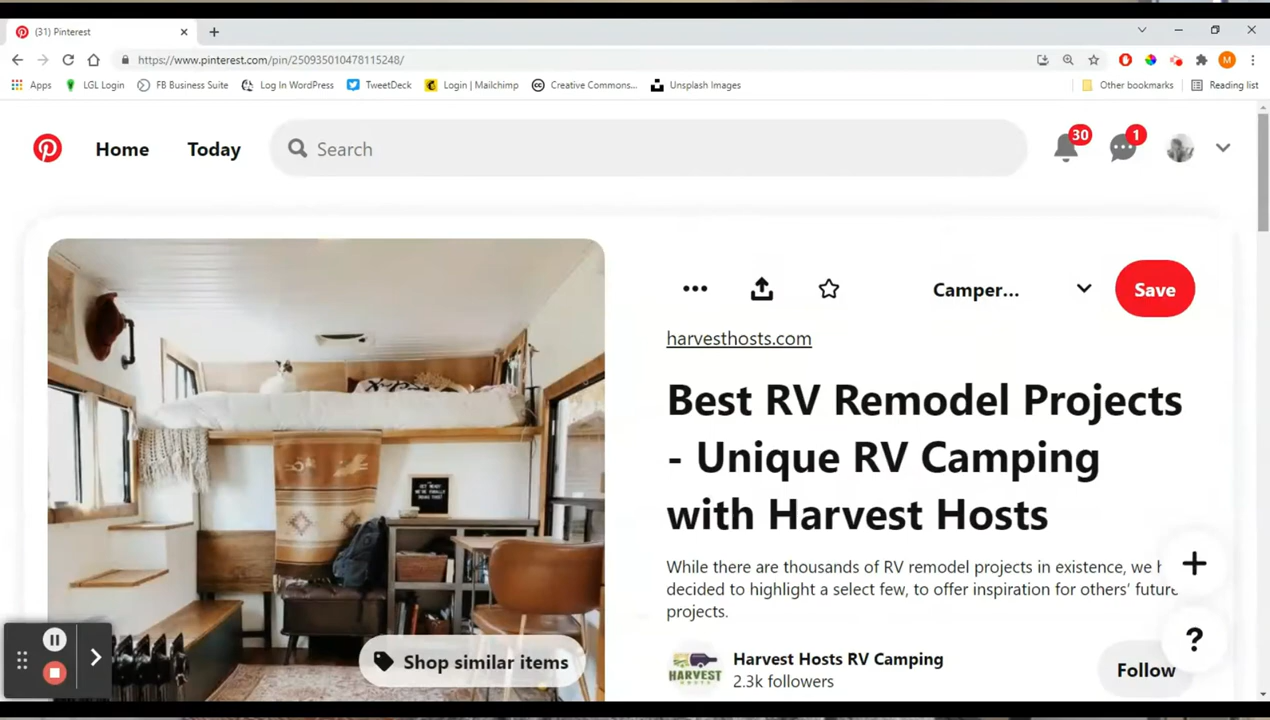 (31) Pinterest
https://www.pinterest.com/pin/250935010478115248/
M
Apps
LGL Login
FB Business Suite
Log In WordPress
TweetDeck
Login | Mailchimp
Creative Commons...
Unsplash Images
Other bookmarks
Reading list
Home
Today
Search
30
1
Camper...
Save
harvesthosts.com
Best RV Remodel Projects
- Unique RV Camping
with Harvest Hosts
While there are thousands of RV remodel projects in existence, we h
decided to highlight a select few, to offer inspiration for others' future
projects.
Shop similar items
HARVEST
HOSTS
Harvest Hosts RV Camping
2.3k followers
Follow
?